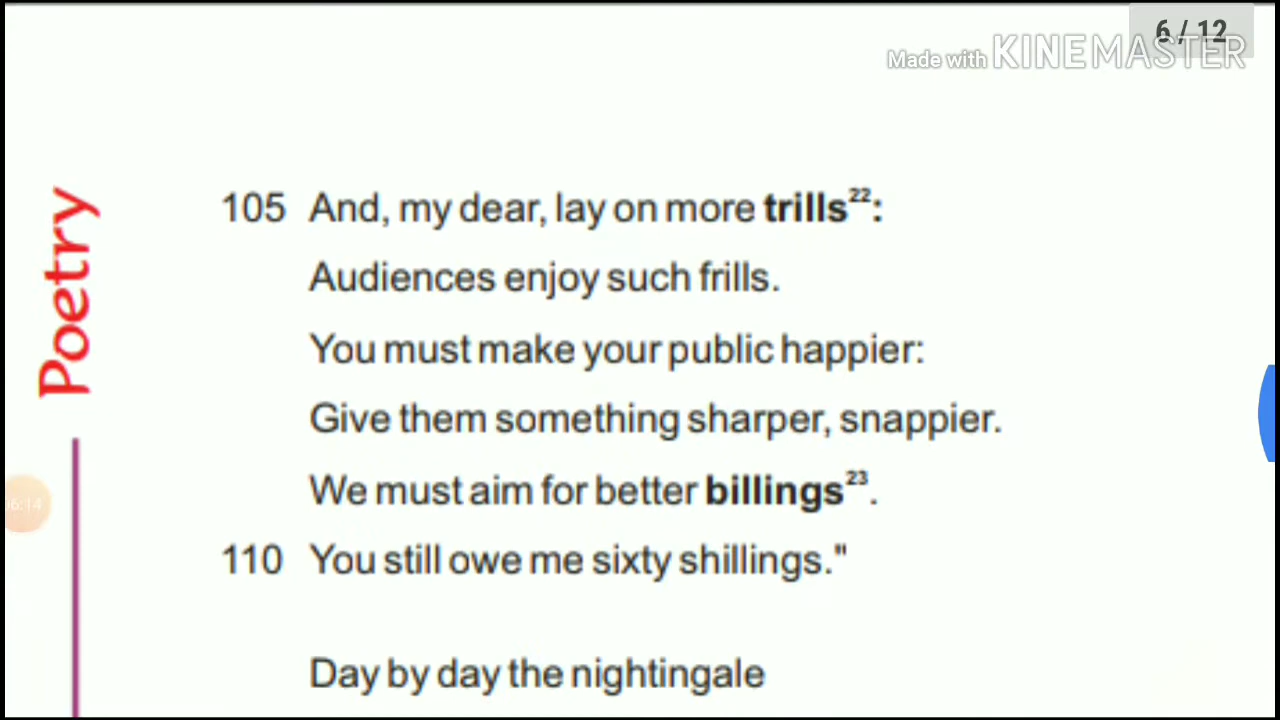 6 / 12
Made with KINEMASTER
Poetry
105 And, my dear, lay on more trills22:
Audiences enjoy such frills.
You must make your public happier:
Give them something sharper, snappier.
We must aim for better billings23.
110 You still owe me sixty shillings."
Day by day the nightingale